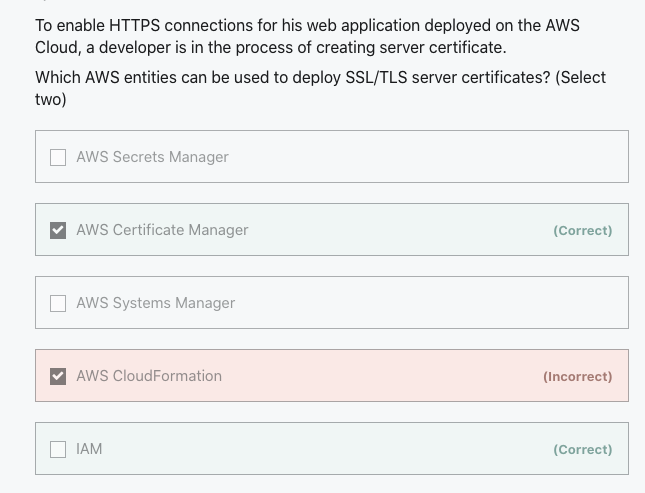 To enable HTTPS connections for his web application deployed on the AWS
Cloud, a developer is in the process of creating server certificate.
Which AWS entities can be used to deploy SSL/TLS server certificates? (Select
two)
AWS Secrets Manager
AWS Certificate Manager (Correct)
AWS Systems Manager
AWS CloudFormation (Incorrect)
IAM (Correct)